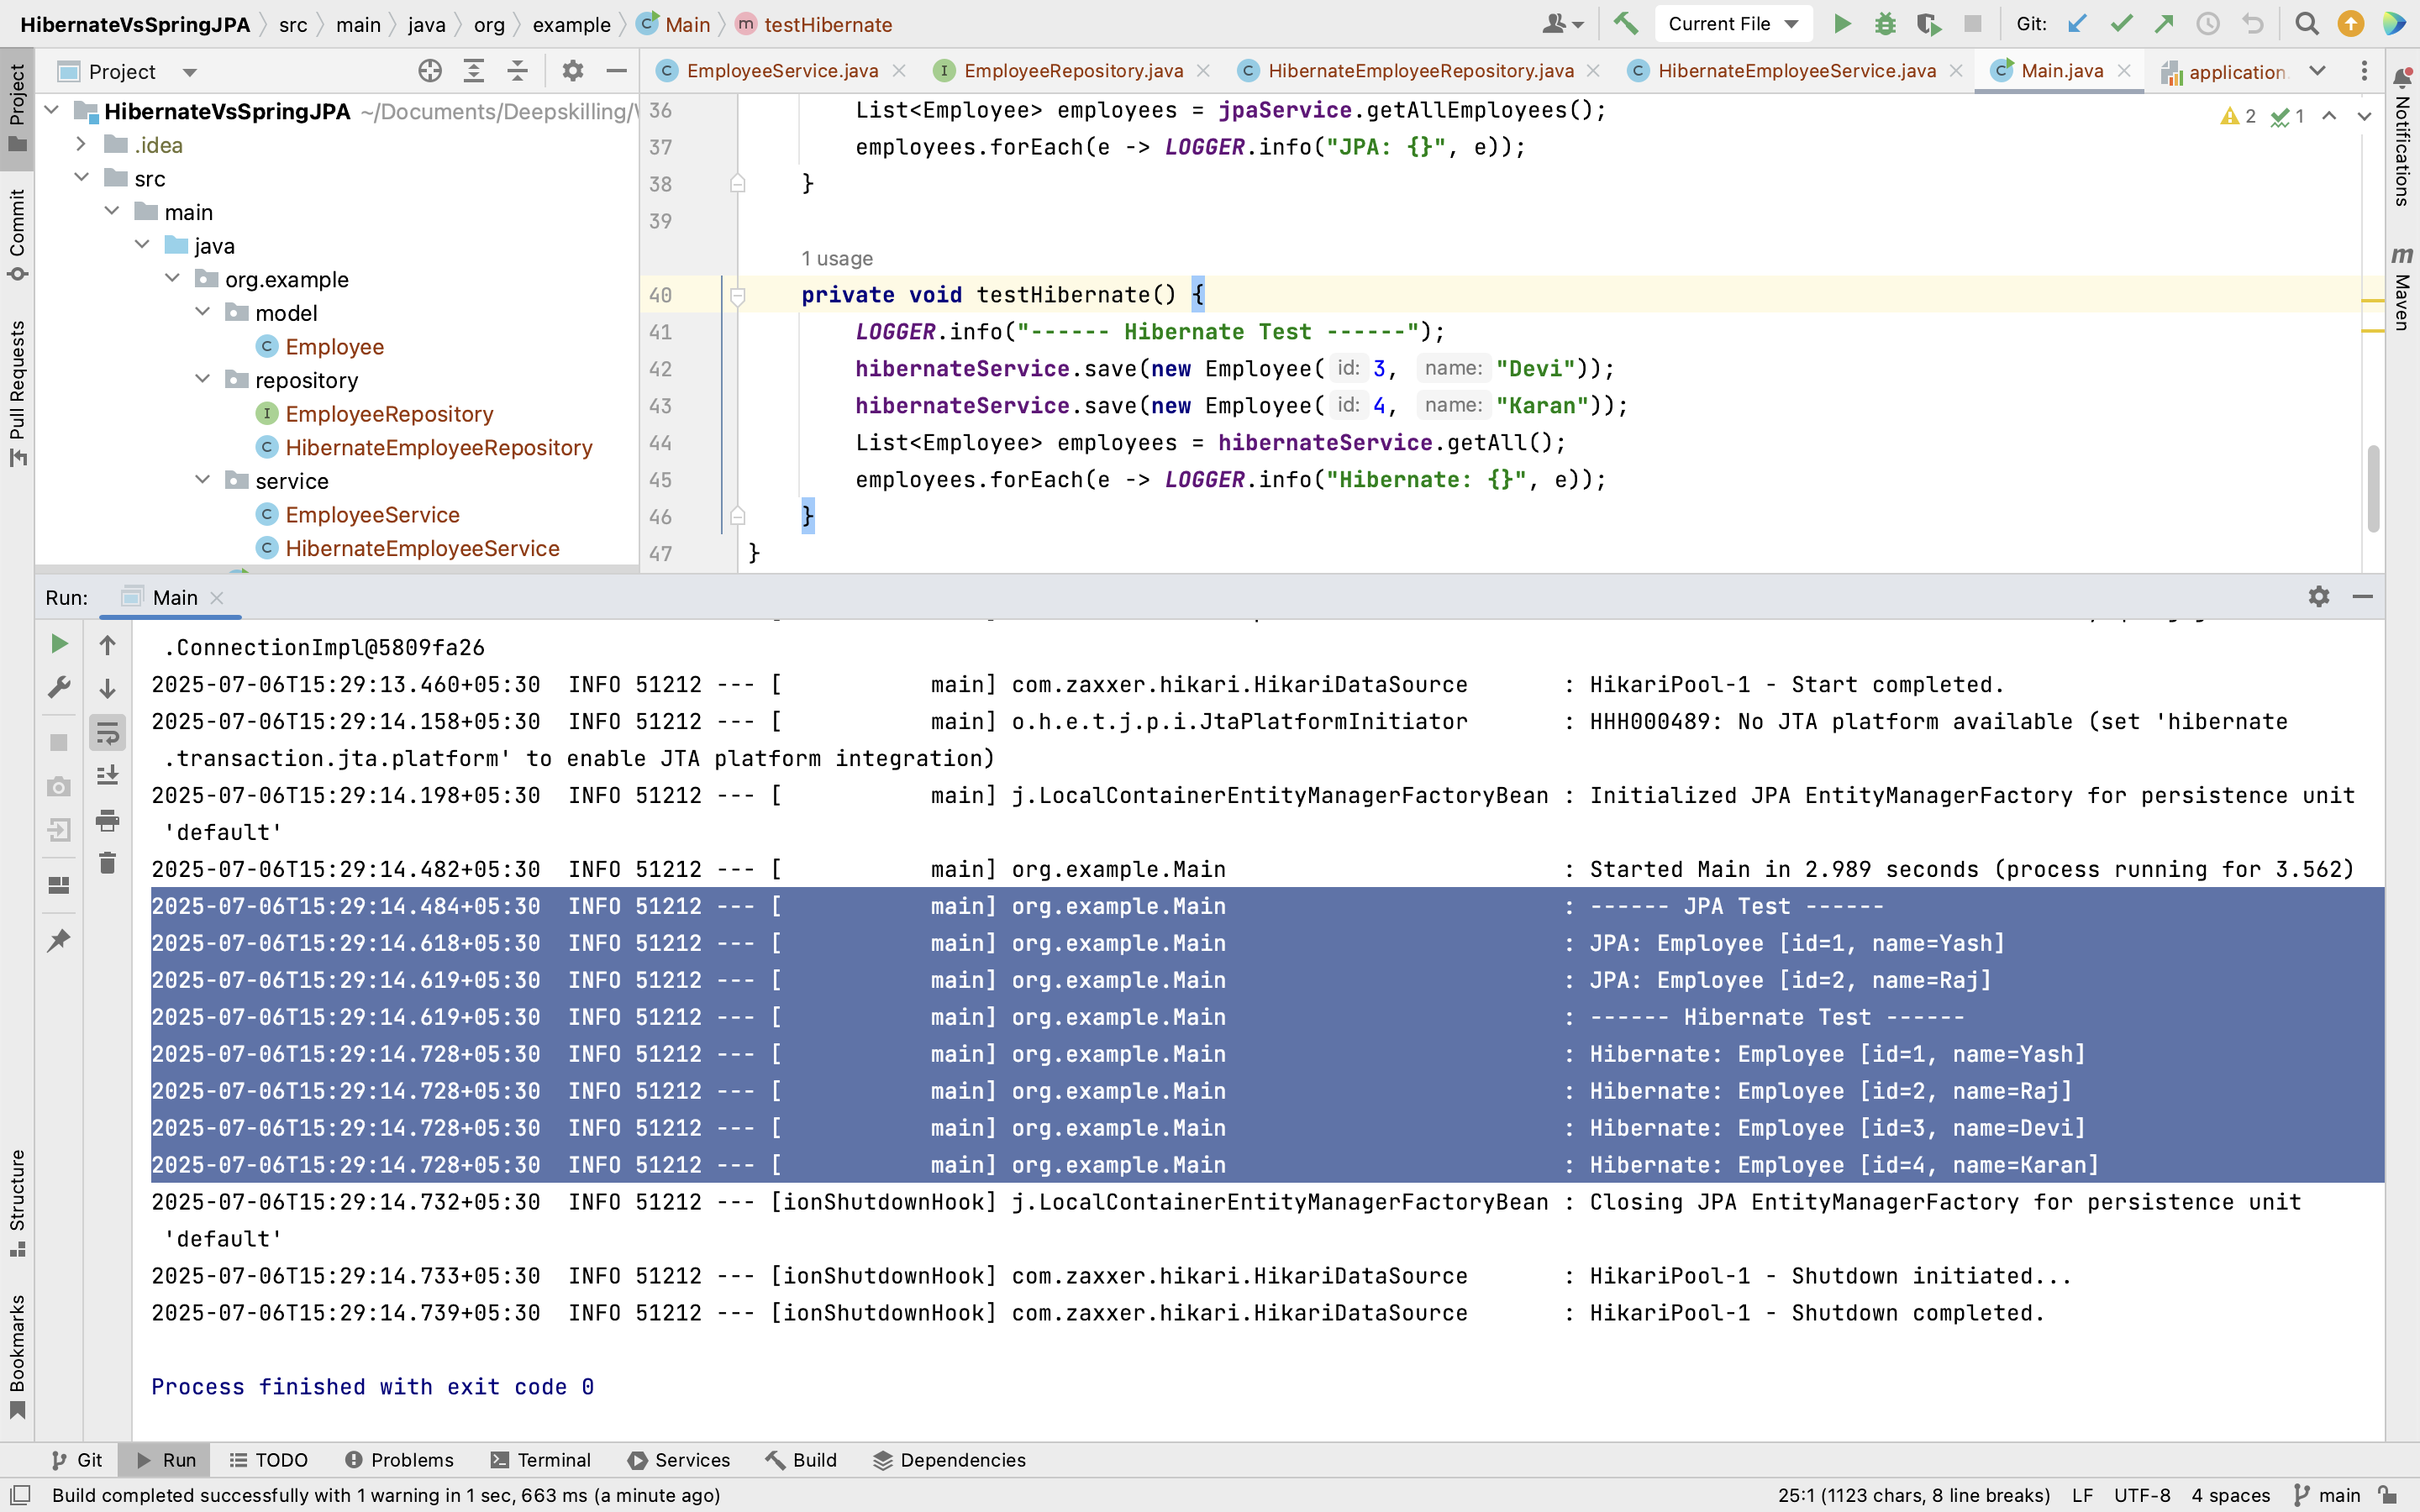 HibernateVsSpringJPA src main java org example Main testHibernate Current File Git:
Project
EmployeeService.java EmployeeRepository.java HibernateEmployeeRepository.java HibernateEmployeeService.java Main.java application.
HibernateVsSpringJPA ~/Documents/Deepskilling/
.idea
src
main
java
org.example
model
Employee
repository
EmployeeRepository
HibernateEmployeeRepository
service
EmployeeService
HibernateEmployeeService
2 1
36 List<Employee> employees = jpaService.getAllEmployees();
37 employees.forEach(e -> LOGGER.info("JPA: {}", e));
38 }
39
1 usage
40 private void testHibernate() {
41 LOGGER.info("------ Hibernate Test ------");
42 hibernateService.save(new Employee( id: 3, name: "Devi"));
43 hibernateService.save(new Employee( id: 4, name: "Karan"));
44 List<Employee> employees = hibernateService.getAll();
45 employees.forEach(e -> LOGGER.info("Hibernate: {}", e));
46 }
47 }
Run: Main
.ConnectionImpl@5809fa26
2025-07-06T15:29:13.460+05:30  INFO 51212 --- [           main] com.zaxxer.hikari.HikariDataSource       : HikariPool-1 - Start completed.
2025-07-06T15:29:14.158+05:30  INFO 51212 --- [           main] o.h.e.t.j.p.i.JtaPlatformInitiator       : HHH000489: No JTA platform available (set 'hibernate
.transaction.jta.platform' to enable JTA platform integration)
2025-07-06T15:29:14.198+05:30  INFO 51212 --- [           main] j.LocalContainerEntityManagerFactoryBean : Initialized JPA EntityManagerFactory for persistence unit
'default'
2025-07-06T15:29:14.482+05:30  INFO 51212 --- [           main] org.example.Main                         : Started Main in 2.989 seconds (process running for 3.562)
2025-07-06T15:29:14.484+05:30  INFO 51212 --- [           main] org.example.Main                         : ------ JPA Test ------
2025-07-06T15:29:14.618+05:30  INFO 51212 --- [           main] org.example.Main                         : JPA: Employee [id=1, name=Yash]
2025-07-06T15:29:14.619+05:30  INFO 51212 --- [           main] org.example.Main                         : JPA: Employee [id=2, name=Raj]
2025-07-06T15:29:14.619+05:30  INFO 51212 --- [           main] org.example.Main                         : ------ Hibernate Test ------
2025-07-06T15:29:14.728+05:30  INFO 51212 --- [           main] org.example.Main                         : Hibernate: Employee [id=1, name=Yash]
2025-07-06T15:29:14.728+05:30  INFO 51212 --- [           main] org.example.Main                         : Hibernate: Employee [id=2, name=Raj]
2025-07-06T15:29:14.728+05:30  INFO 51212 --- [           main] org.example.Main                         : Hibernate: Employee [id=3, name=Devi]
2025-07-06T15:29:14.728+05:30  INFO 51212 --- [           main] org.example.Main                         : Hibernate: Employee [id=4, name=Karan]
2025-07-06T15:29:14.732+05:30  INFO 51212 --- [ionShutdownHook] j.LocalContainerEntityManagerFactoryBean : Closing JPA EntityManagerFactory for persistence unit
'default'
2025-07-06T15:29:14.733+05:30  INFO 51212 --- [ionShutdownHook] com.zaxxer.hikari.HikariDataSource       : HikariPool-1 - Shutdown initiated...
2025-07-06T15:29:14.739+05:30  INFO 51212 --- [ionShutdownHook] com.zaxxer.hikari.HikariDataSource       : HikariPool-1 - Shutdown completed.
Process finished with exit code 0
Project
Commit
Pull Requests
Structure
Bookmarks
Notifications
Maven
Git Run TODO Problems Terminal Services Build Dependencies
Build completed successfully with 1 warning in 1 sec, 663 ms (a minute ago) 25:1 (1123 chars, 8 line breaks) LF UTF-8 4 spaces main